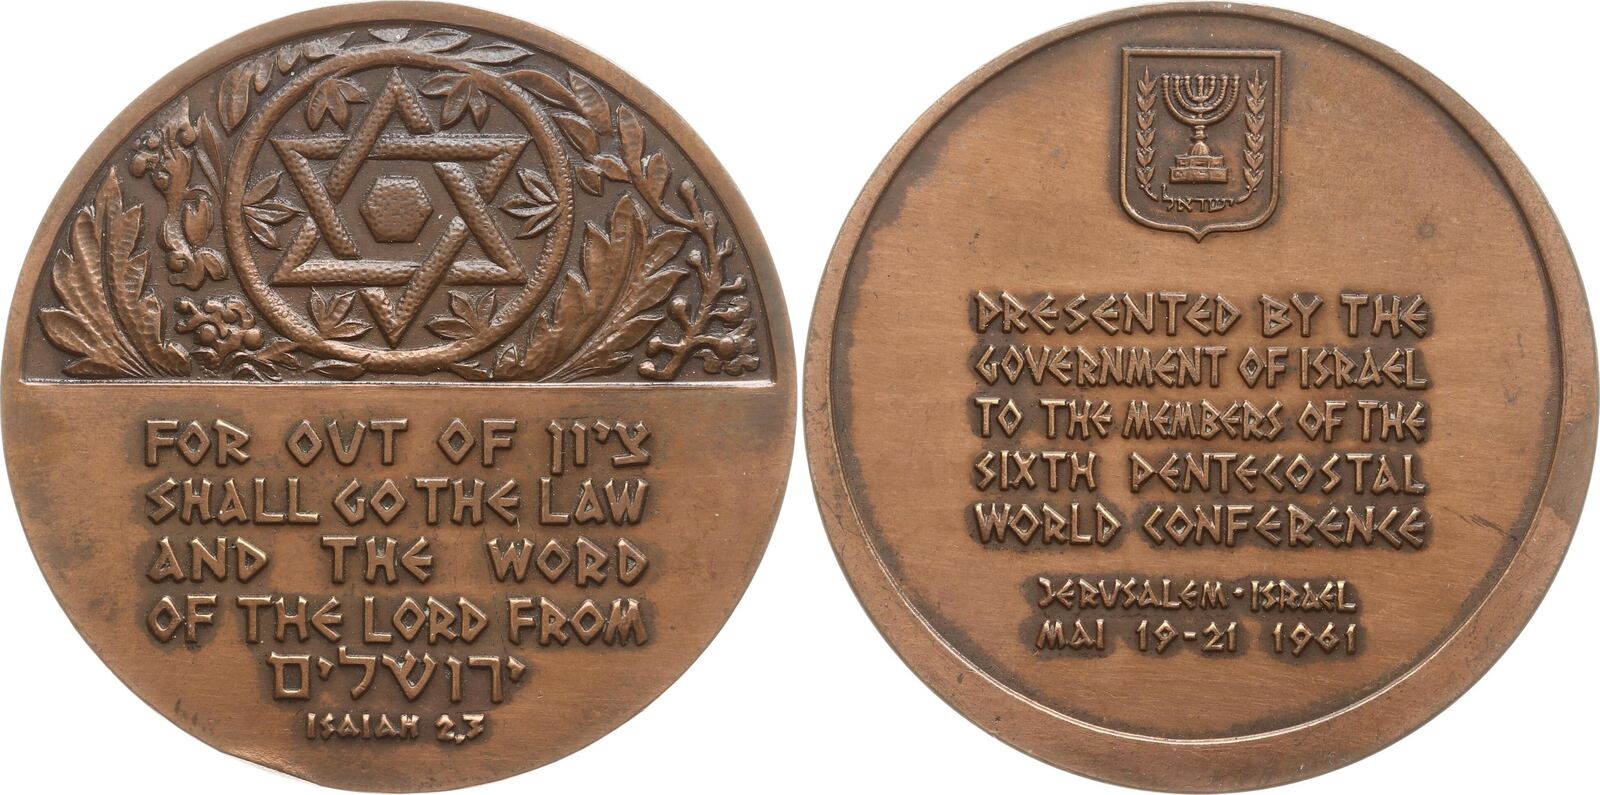 FOR OUT OF ציון
SHALL GO THE LAW
AND THE WORD
OF THE LORD FROM
ירושלים
ISAIAH 2,3
ישראל
PRESENTED BY THE
GOVERNMENT OF ISRAEL
TO THE MEMBERS OF THE
SIXTH PENTECOSTAL
WORLD CONFERENCE
JERUSALEM · ISRAEL
MAI 19-21 1961